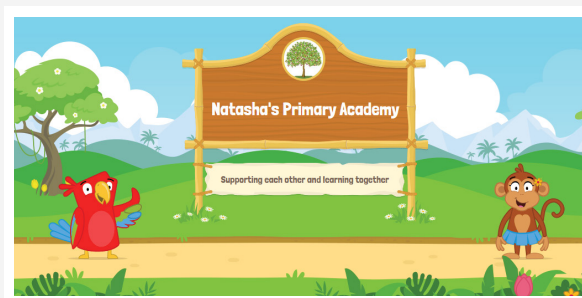 Natasha's Primary Academy
Supporting each other and learning together